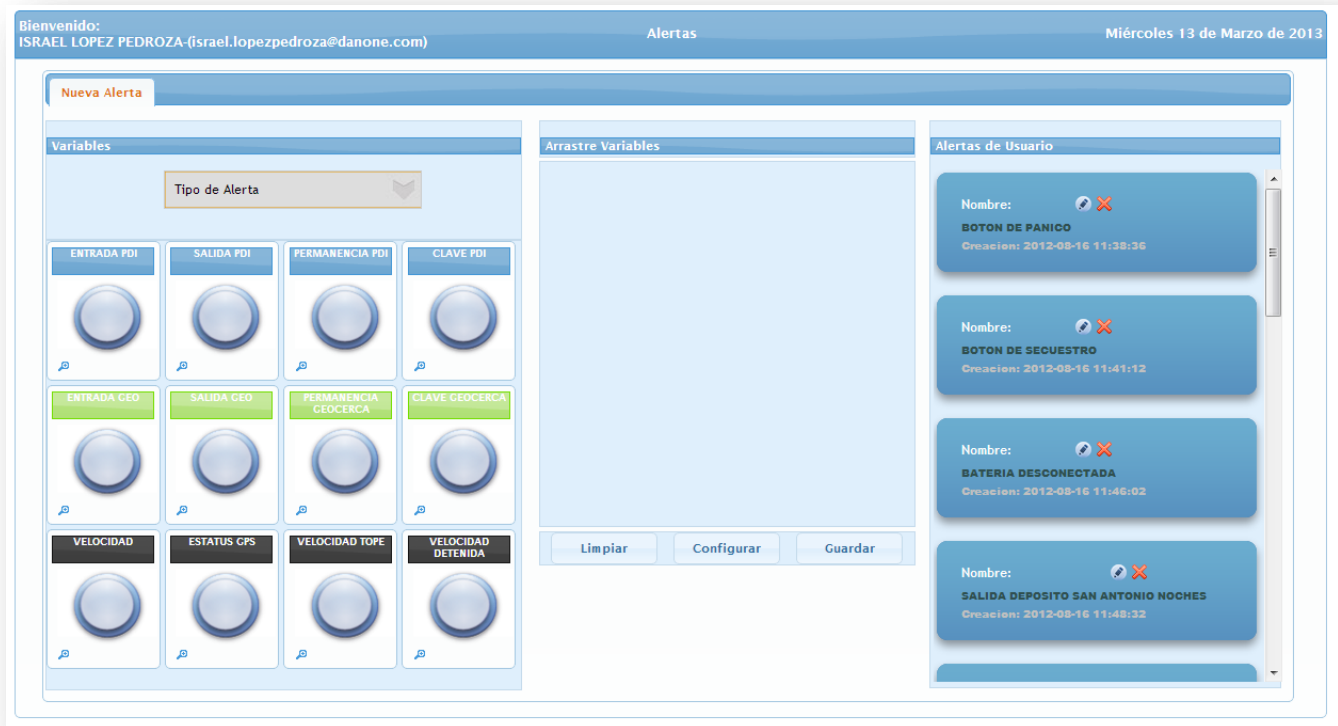 Bienvenido:
ISRAEL LOPEZ PEDROZA-(israel.lopezpedroza@danone.com)
Alertas
Miércoles 13 de Marzo de 2013
Nueva Alerta
Variables
Tipo de Alerta
ENTRADA PDI
SALIDA PDI
PERMANENCIA PDI
CLAVE PDI
ENTRADA GEO
SALIDA GEO
PERMANENCIA
GEOCERCA
CLAVE GEOCERCA
VELOCIDAD
ESTATUS GPS
VELOCIDAD TOPE
VELOCIDAD
DETENIDA
Arrastre Variables
Limpiar
Configurar
Guardar
Alertas de Usuario
Nombre:
BOTON DE PANICO
Creacion: 2012-08-16 11:38:36
Nombre:
BOTON DE SECUESTRO
Creacion: 2012-08-16 11:41:12
Nombre:
BATERIA DESCONECTADA
Creacion: 2012-08-16 11:46:02
Nombre:
SALIDA DEPOSITO SAN ANTONIO NOCHES
Creacion: 2012-08-16 11:48:32